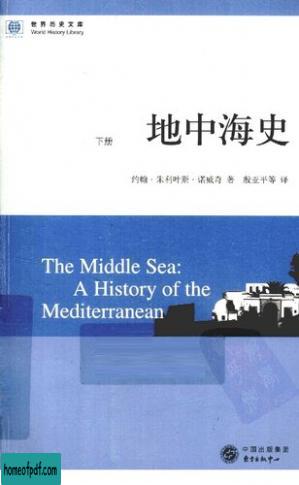 世界历史文库
World History Library
地中海史
下册
约翰·朱利叶斯·诺威奇 著 殷亚平等 译
The Middle Sea:
A History of the
Mediterranean
中国出版集团
东方出版中心
homeofpdf.com